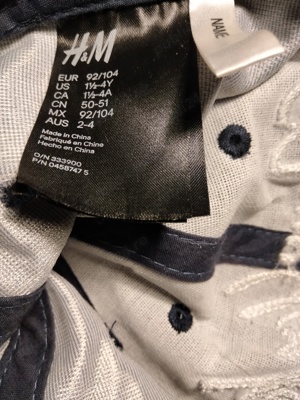 H&M
EUR 92/104
US 1½-4Y
CA 1½-4A
CN 50-51
MX 92/104
AUS 2-4
Made in China
Fabriqué en Chine
Hecho en China
O/N 333900
P/N 0458747 5
NAME